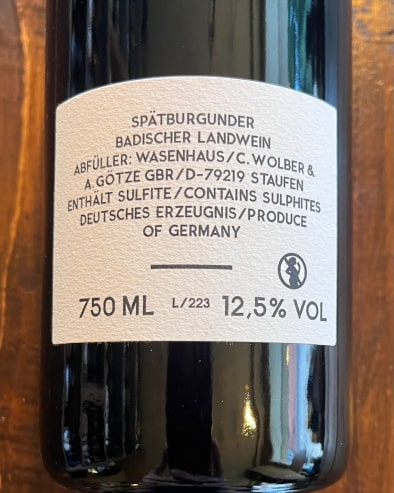 SPÄTBURGUNDER
BADISCHER LANDWEIN
ABFÜLLER: WASENHAUS/C. WOLBER &
A. GÖTZE GBR/D-79219 STAUFEN
ENTHÄLT SULFITE/CONTAINS SULPHITES
DEUTSCHES ERZEUGNIS/PRODUCE
OF GERMANY
750 ML L/223 12,5% VOL